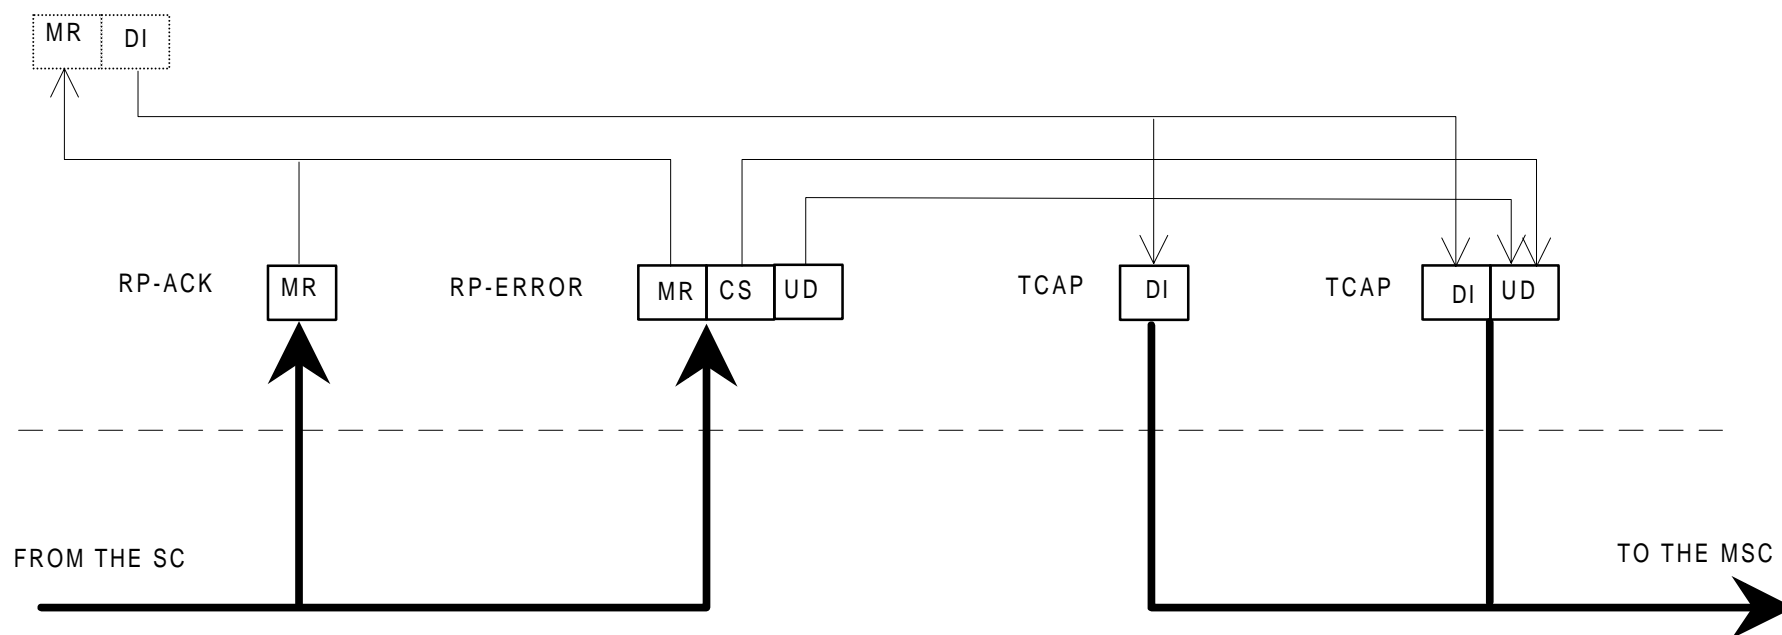 MR DI
RP-ACK MR RP-ERROR MR CS UD TCAP DI TCAP DI UD
FROM THE SC TO THE MSC